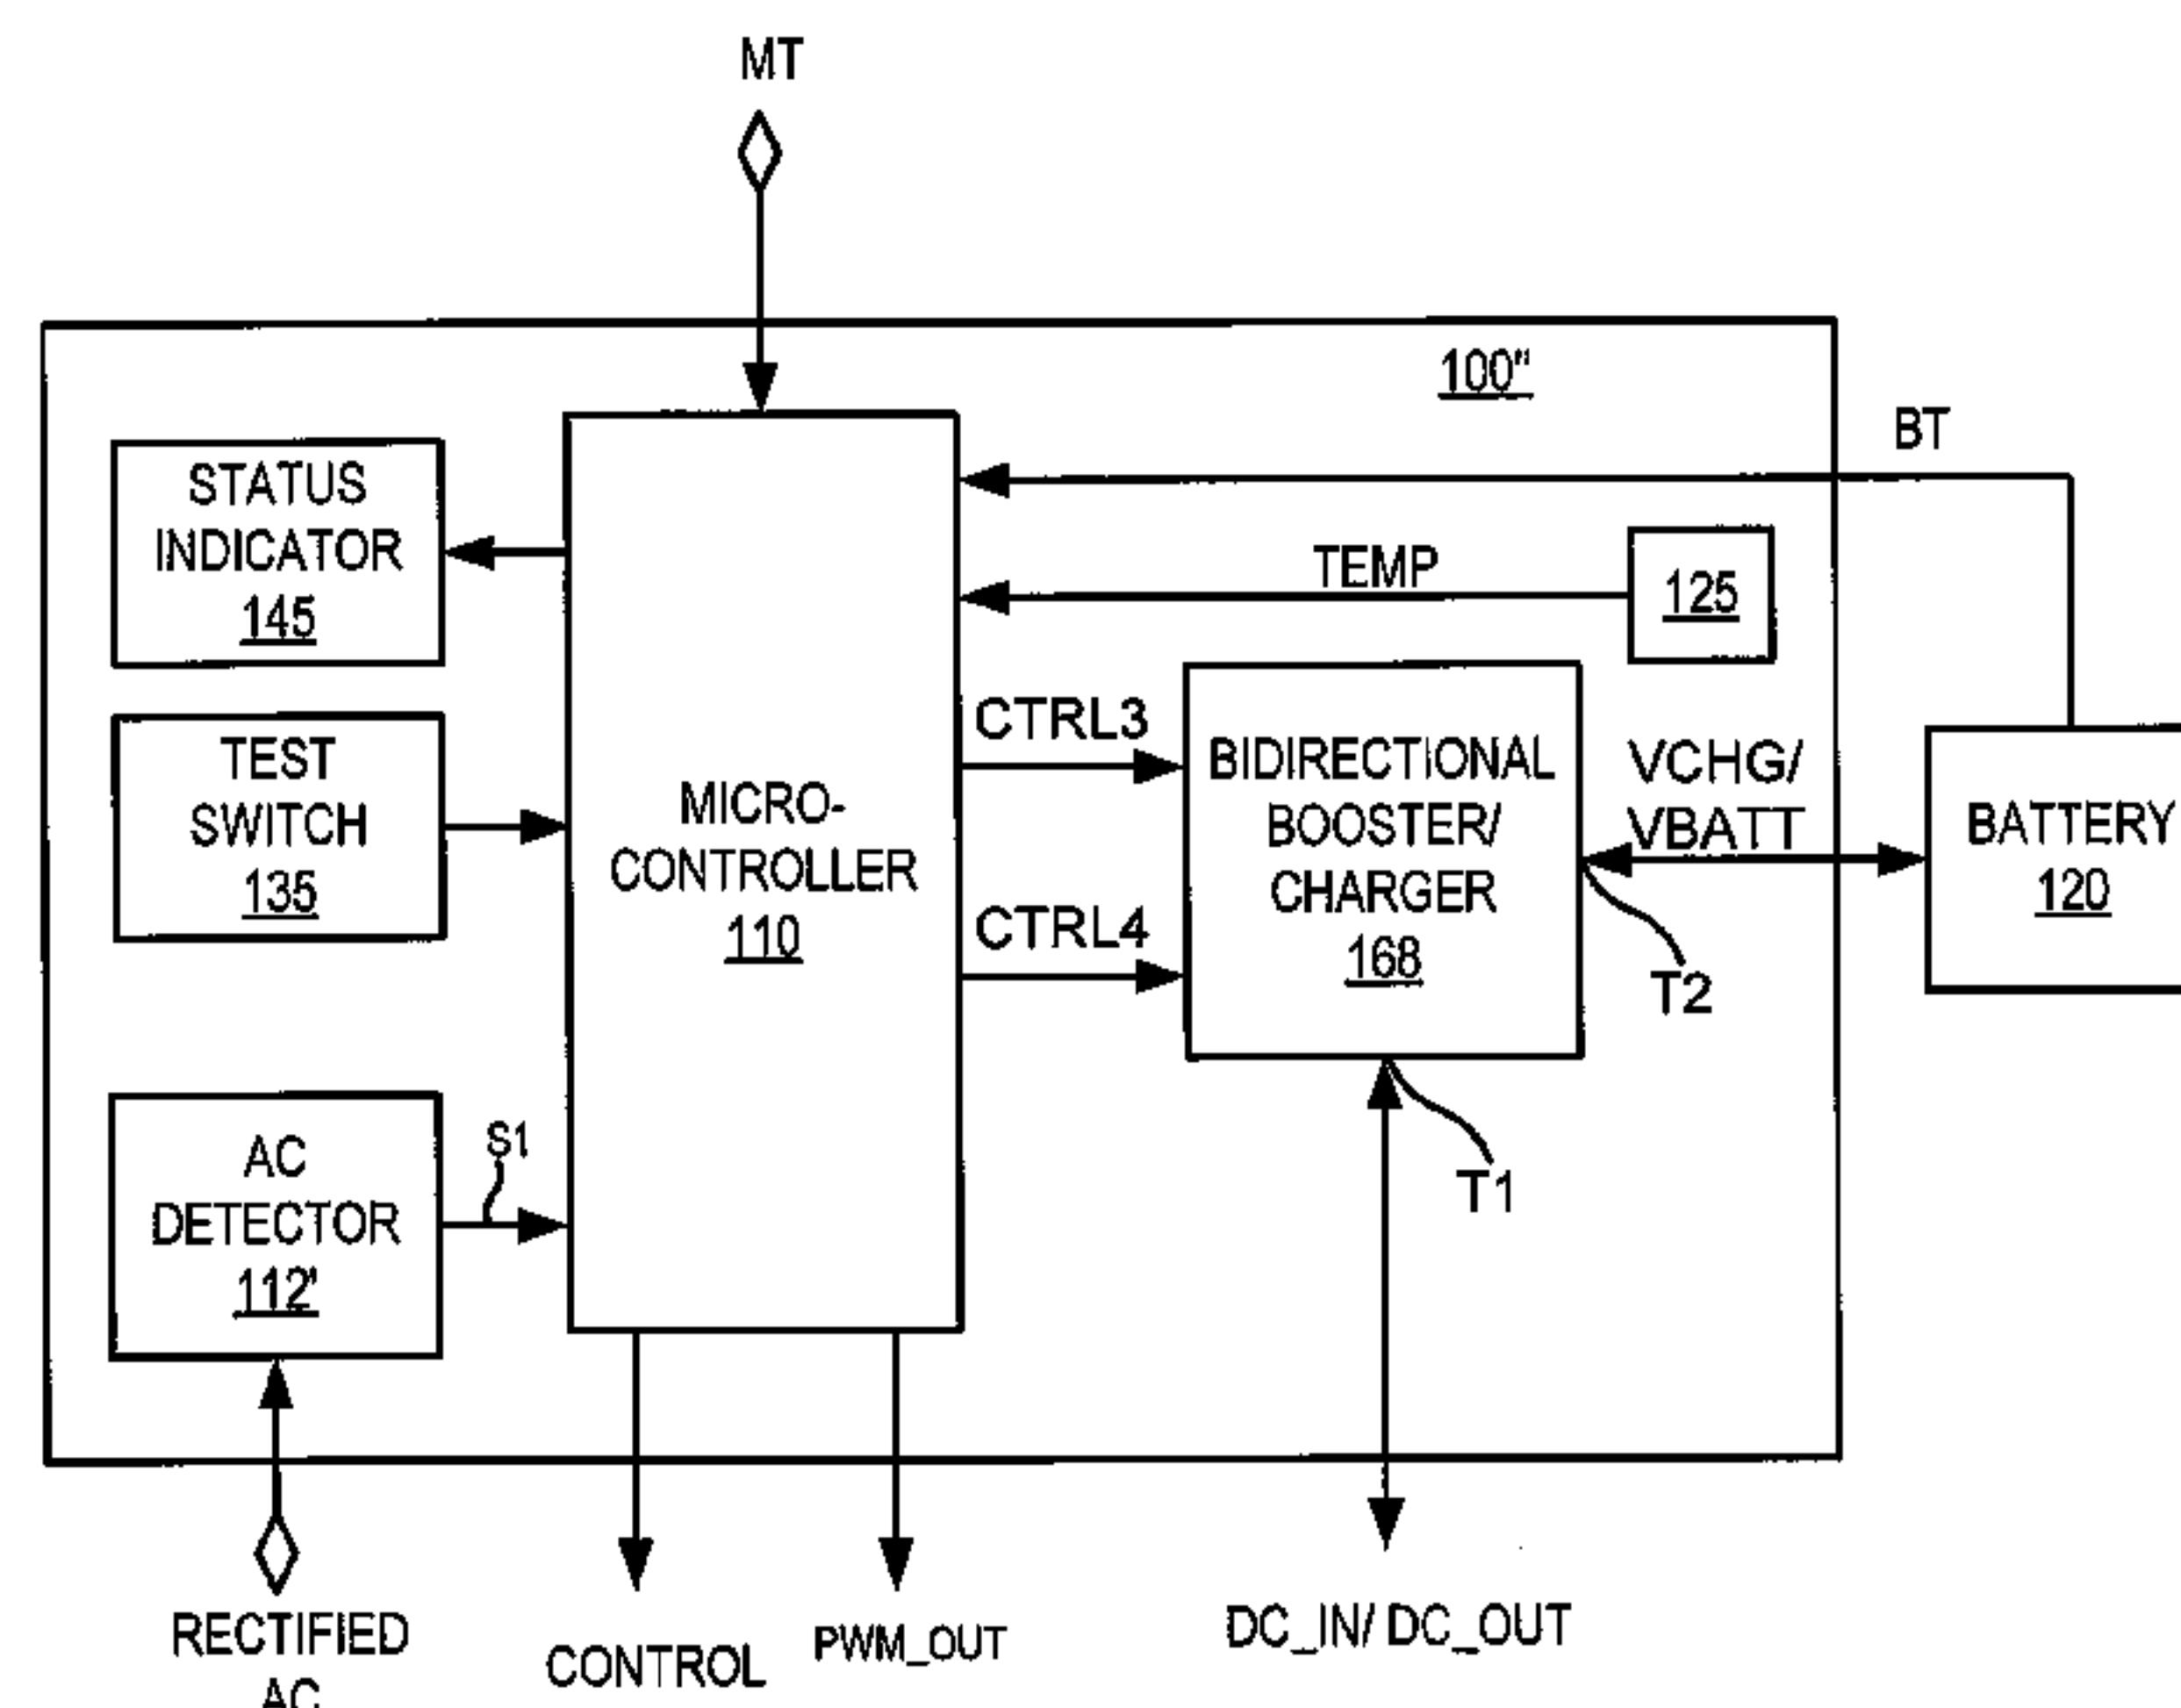 MT
100"
BT
STATUS
INDICATOR
145
TEMP
125
TEST
SWITCH
135
MICRO-
CONTROLLER
110
CTRL3
CTRL4
BIDIRECTIONAL
BOOSTER/
CHARGER
168
VCHG/
VBATT
BATTERY
120
T2
T1
AC
DETECTOR
112'
S1
RECTIFIED
AC
CONTROL
PWM_OUT
DC_IN/ DC_OUT